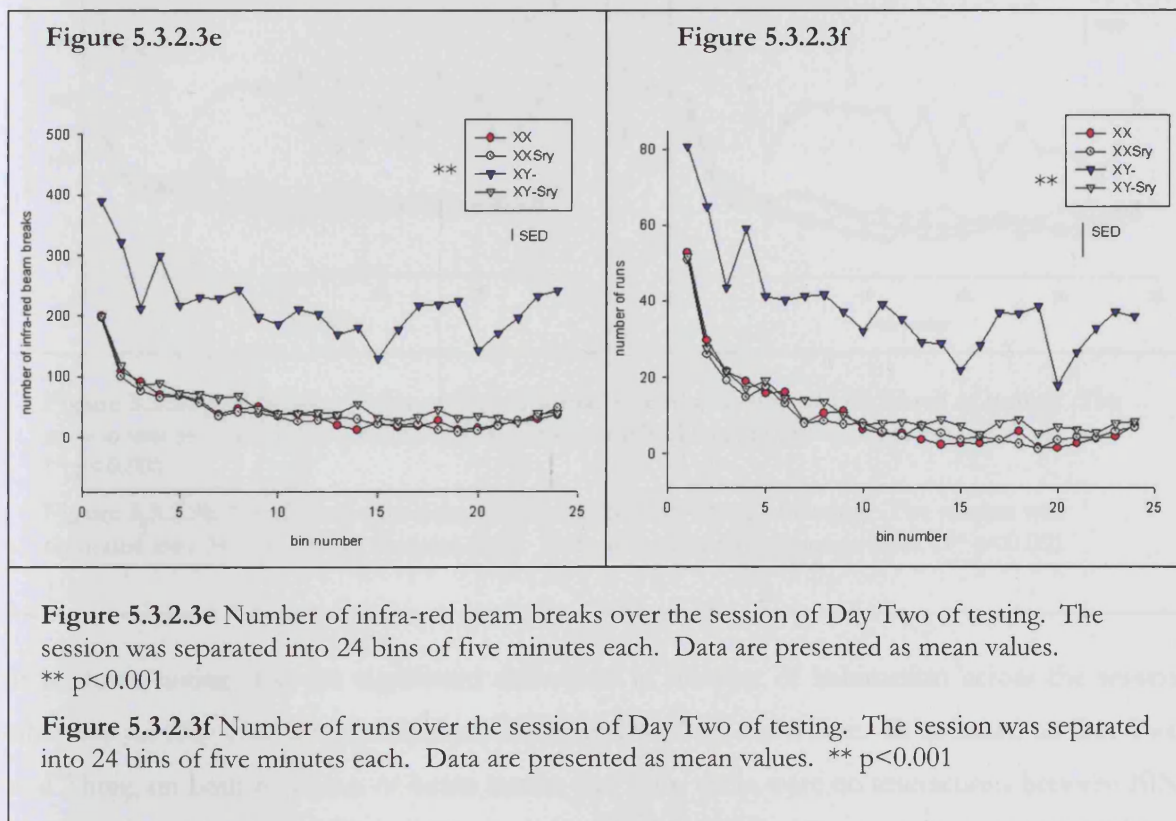 Figure 5.3.2.3e
500
400
300
200
100
0
number of infra-red beam breaks
0 5 10 15 20 25
bin number
XX
XXSry
XY-
XY-Sry
**
SED
Figure 5.3.2.3f
80
60
40
20
0
number of runs
0 5 10 15 20 25
bin number
XX
XXSry
XY-
XY-Sry
**
SED
Figure 5.3.2.3e Number of infra-red beam breaks over the session of Day Two of testing. The
session was separated into 24 bins of five minutes each. Data are presented as mean values.
** p<0.001
Figure 5.3.2.3f Number of runs over the session of Day Two of testing. The session was separated
into 24 bins of five minutes each. Data are presented as mean values. ** p<0.001